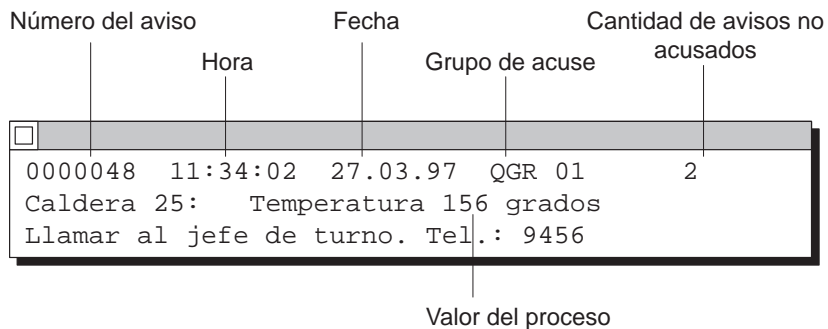 Número del aviso Fecha Cantidad de avisos no
acusados
Hora Grupo de acuse
0000048 11:34:02 27.03.97 QGR 01 2
Caldera 25: Temperatura 156 grados
Llamar al jefe de turno. Tel.: 9456
Valor del proceso